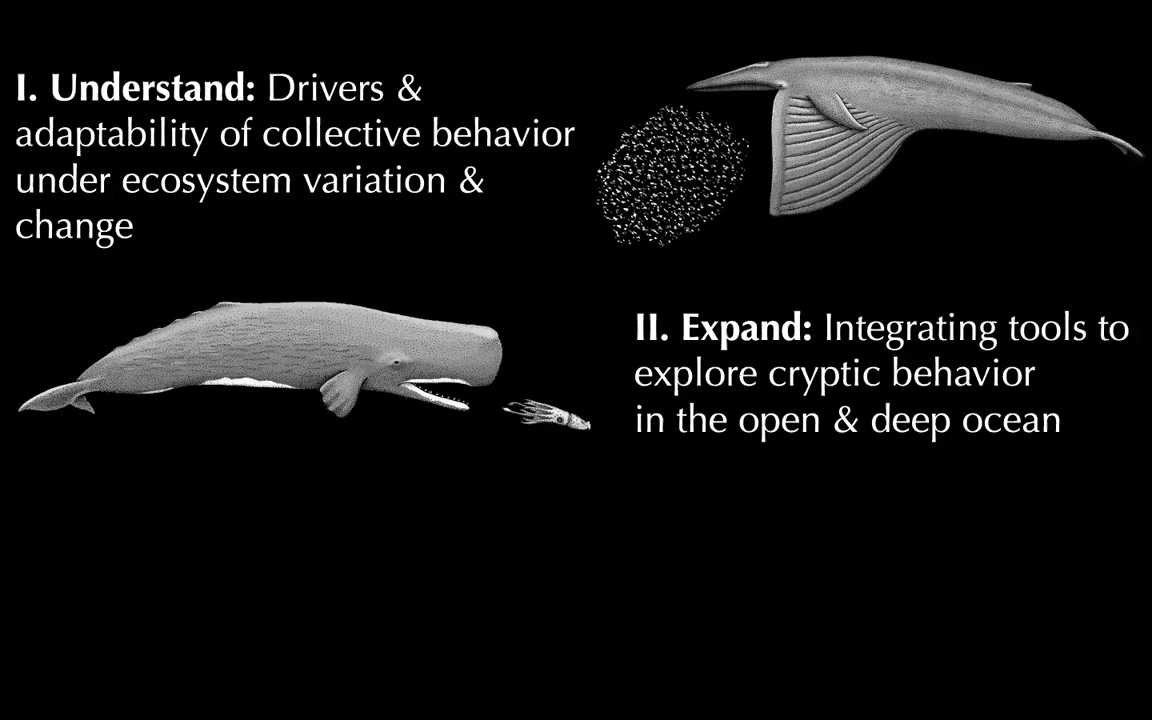 I. Understand: Drivers &
adaptability of collective behavior
under ecosystem variation &
change
II. Expand: Integrating tools to
explore cryptic behavior
in the open & deep ocean